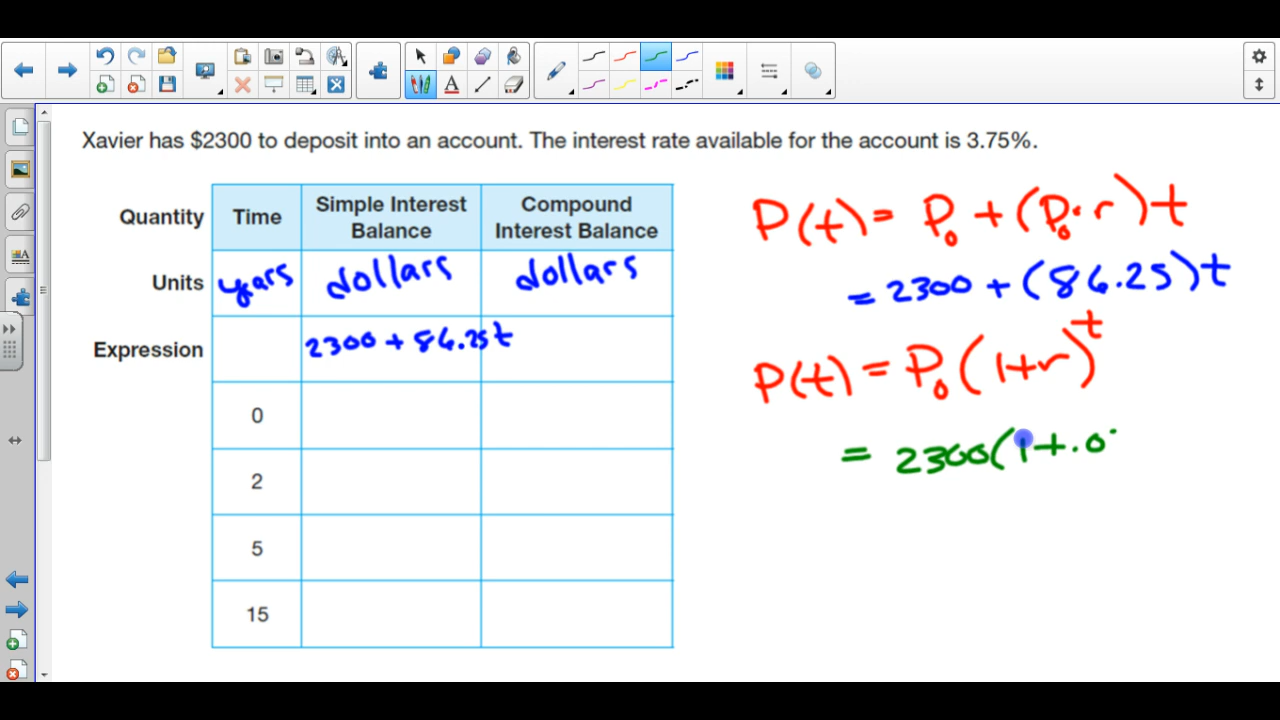 Xavier has $2300 to deposit into an account. The interest rate available for the account is 3.75%.
Quantity Time Simple Interest Balance Compound Interest Balance
Units years dollars dollars
Expression 2300 + 86.25t
0
2
5
15
P(t) = P₀ + (P₀·r)t
= 2300 + (86.25)t
P(t) = P₀(1+r)ᵗ
= 2300(1+.0